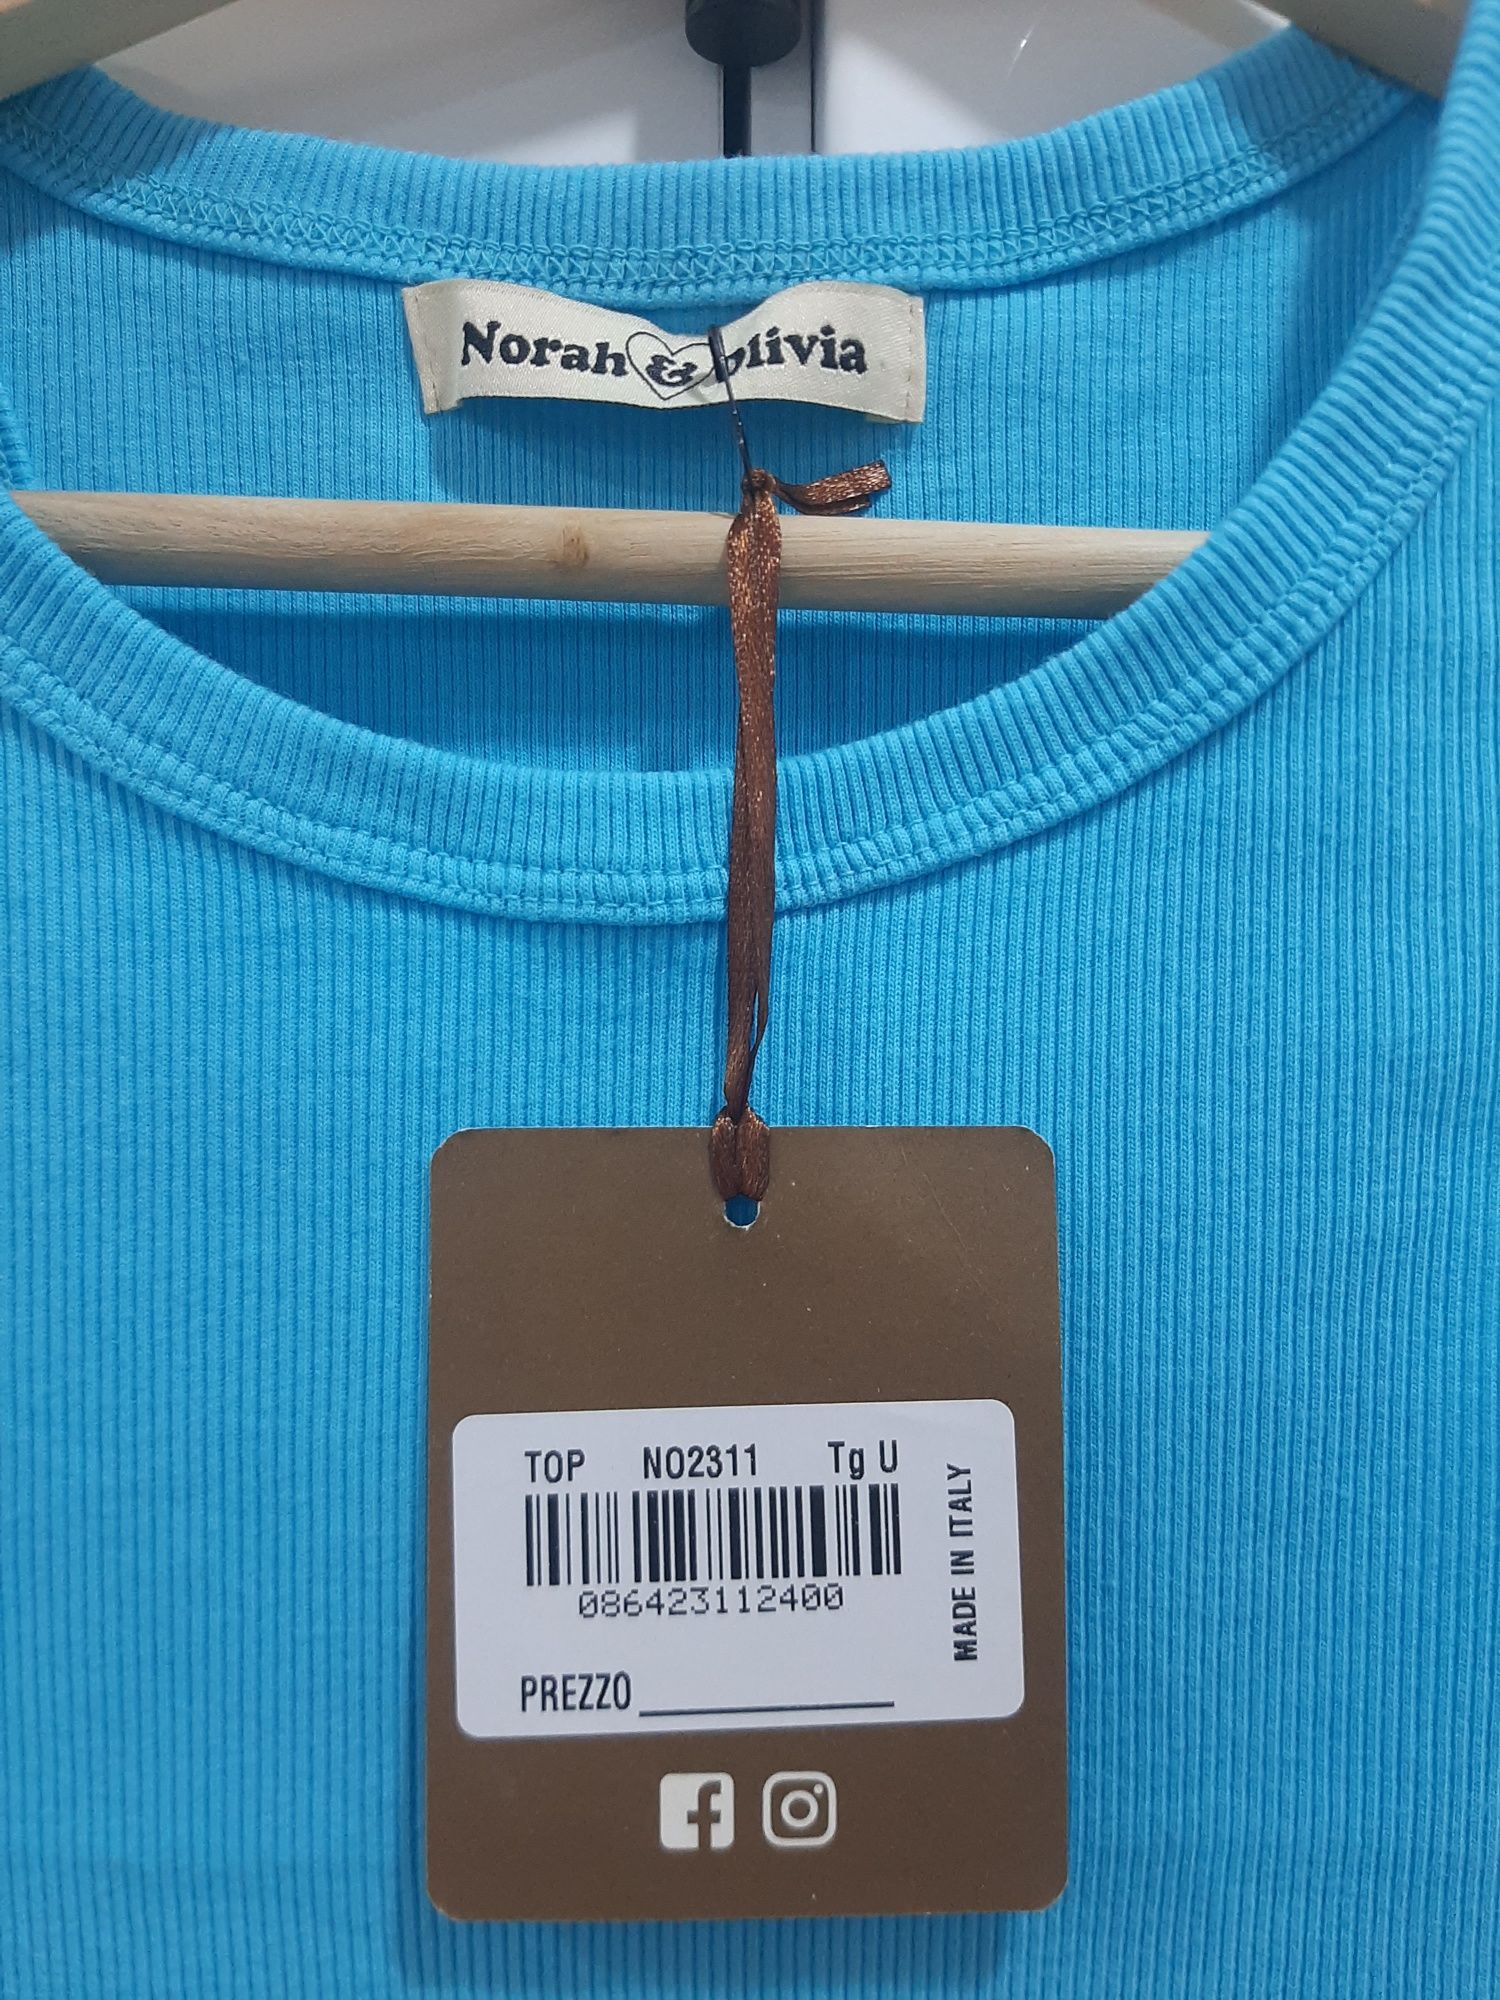 Norah & olivia
TOP NO2311 Tg U
086423112400
PREZZO
MADE IN ITALY